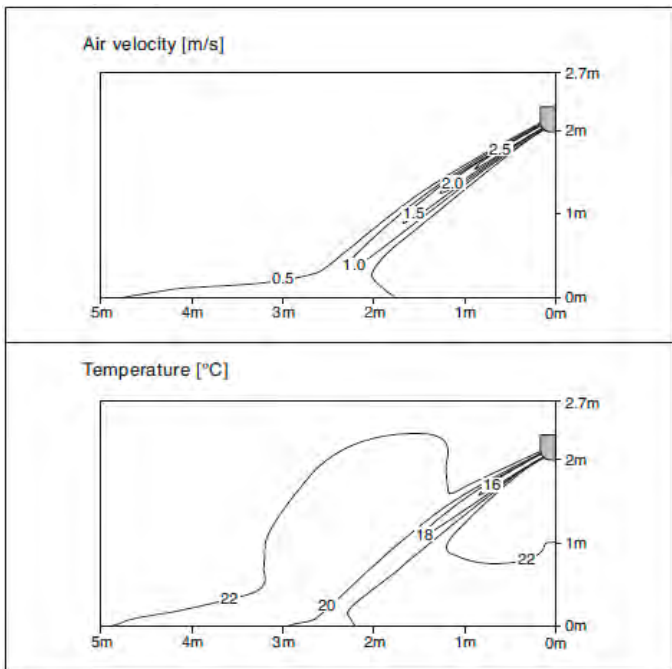 Air velocity [m/s]
2.7m
2m
2.5
2.0
1.5
1m
1.0
0.5
0m
5m 4m 3m 2m 1m 0m
Temperature [°C]
2.7m
2m
16
18
1m
22
22
20
0m
5m 4m 3m 2m 1m 0m